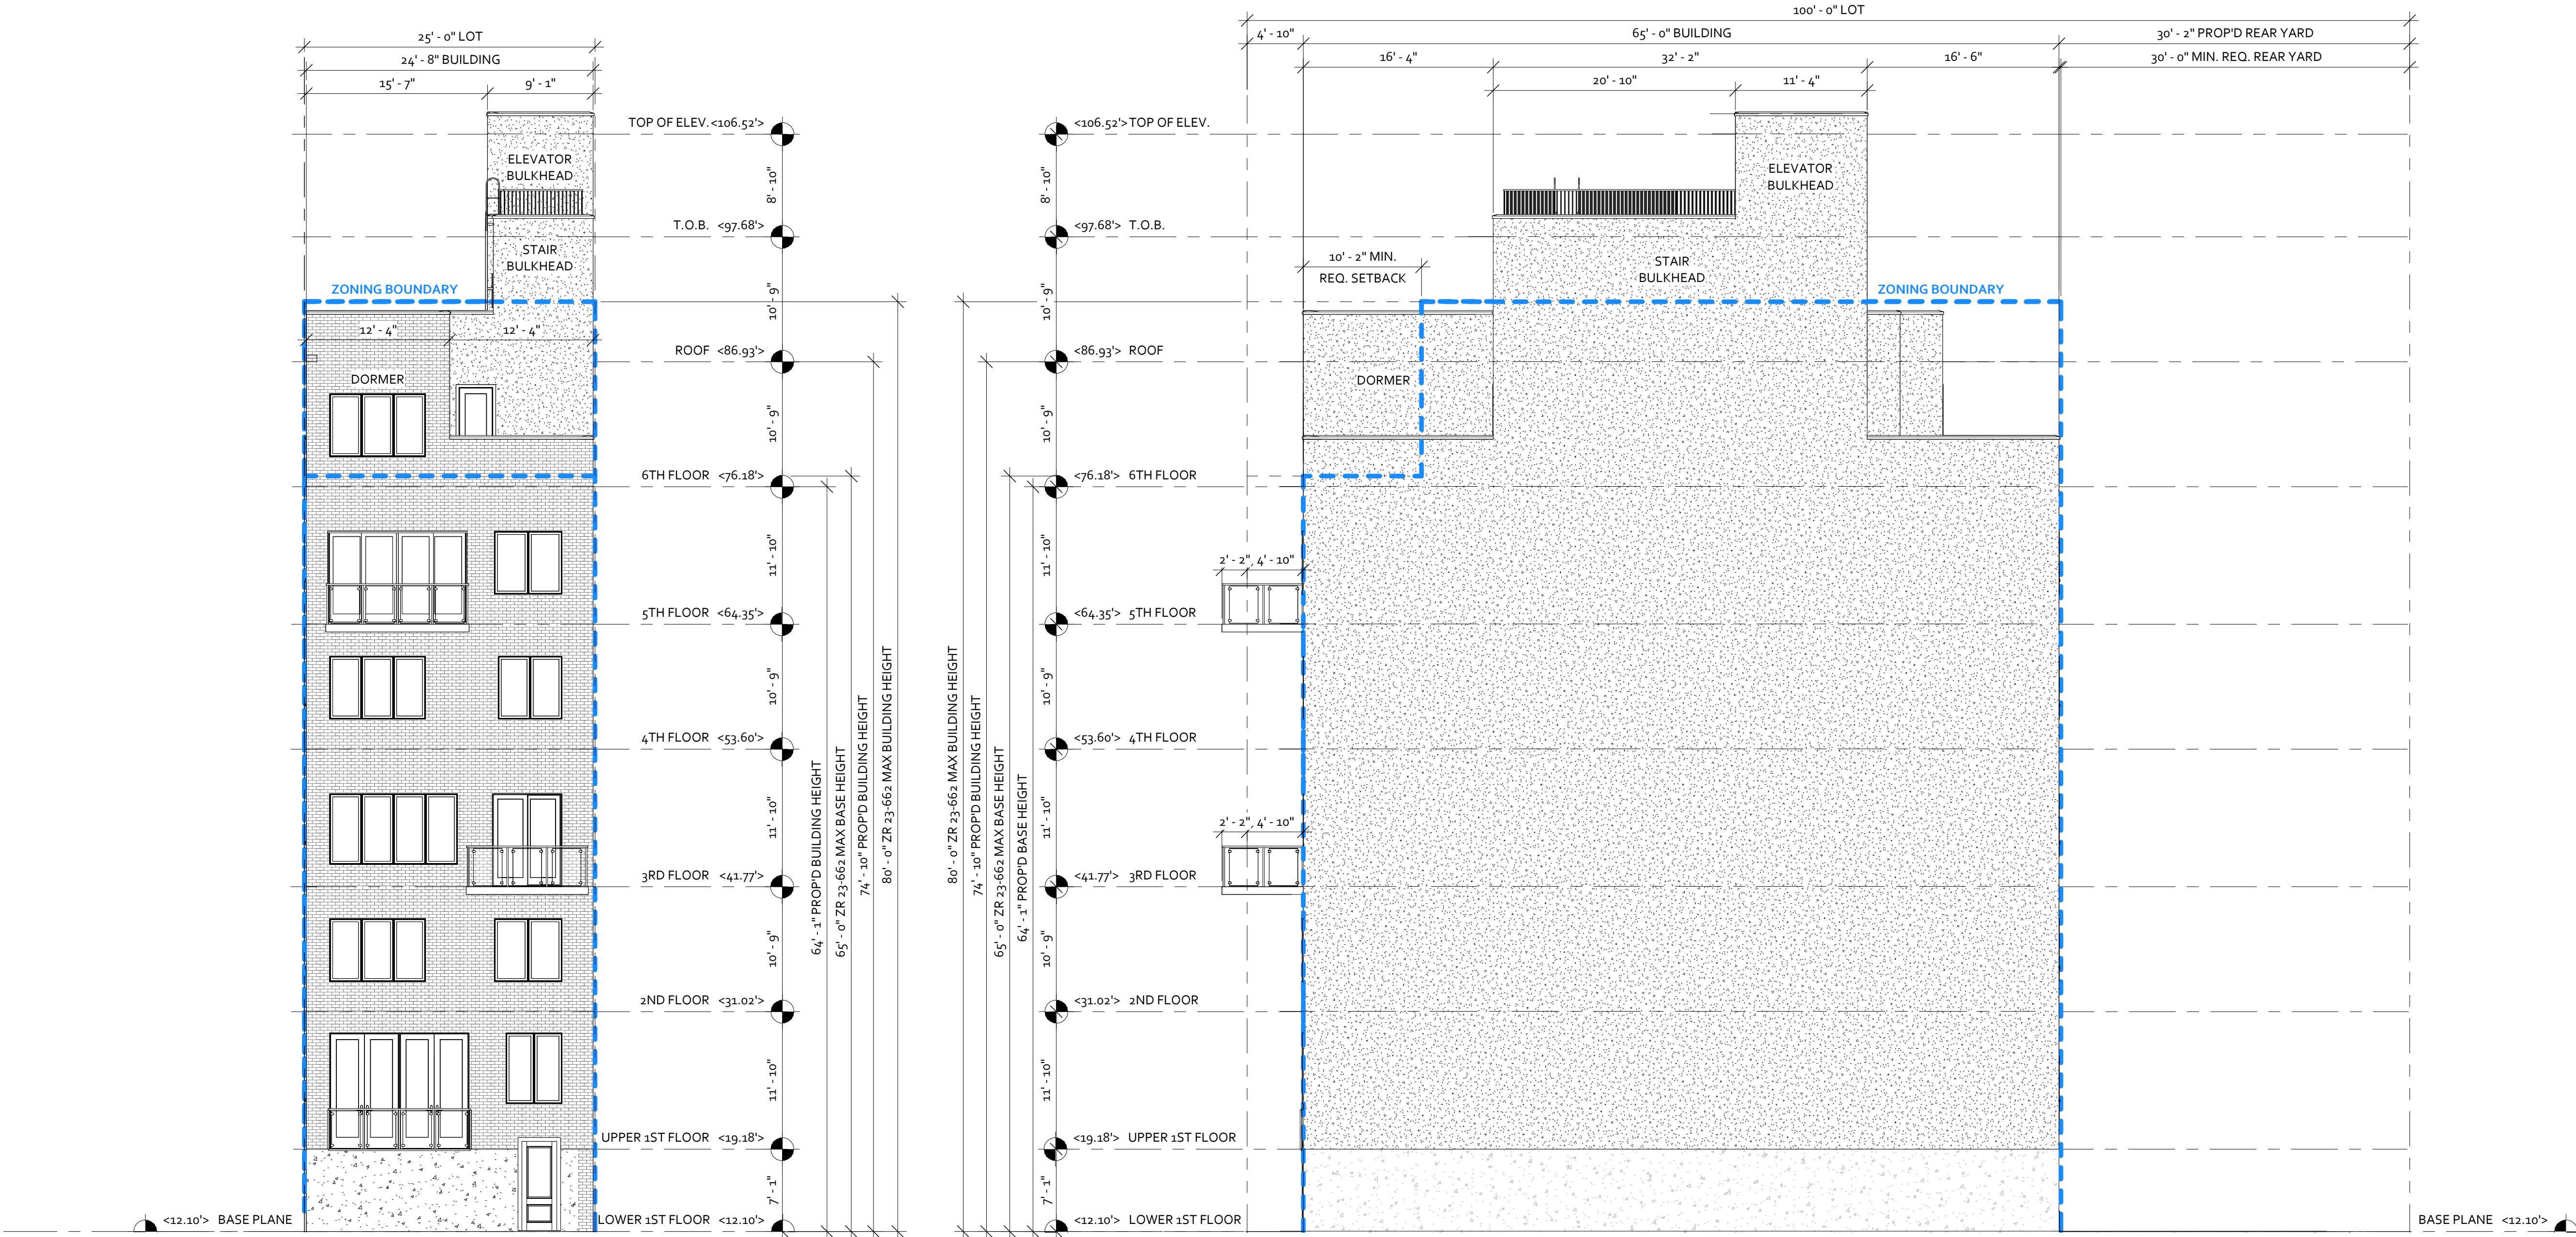 25' - 0" LOT
24' - 8" BUILDING
15' - 7" 9' - 1"
ELEVATOR
BULKHEAD
STAIR
BULKHEAD
ZONING BOUNDARY
12' - 4" 12' - 4"
DORMER
TOP OF ELEV. <106.52'>
8' - 10"
T.O.B. <97.68'>
10' - 9"
ROOF <86.93'>
10' - 9"
6TH FLOOR <76.18'>
11' - 10"
5TH FLOOR <64.35'>
10' - 9"
4TH FLOOR <53.60'>
11' - 10"
3RD FLOOR <41.77'>
10' - 9"
2ND FLOOR <31.02'>
11' - 10"
UPPER 1ST FLOOR <19.18'>
7' - 1"
LOWER 1ST FLOOR <12.10'>
<12.10'> BASE PLANE
64' - 1" PROP'D BUILDING HEIGHT
65' - 0" ZR 23-662 MAX BASE HEIGHT
74' - 10" PROP'D BUILDING HEIGHT
80' - 0" ZR 23-662 MAX BUILDING HEIGHT
80' - 0" ZR 23-662 MAX BUILDING HEIGHT
74' - 10" PROP'D BUILDING HEIGHT
65' - 0" ZR 23-662 MAX BASE HEIGHT
64' - 1" PROP'D BASE HEIGHT
<106.52'> TOP OF ELEV.
8' - 10"
<97.68'> T.O.B.
10' - 9"
<86.93'> ROOF
10' - 9"
<76.18'> 6TH FLOOR
11' - 10"
<64.35'> 5TH FLOOR
10' - 9"
<53.60'> 4TH FLOOR
11' - 10"
<41.77'> 3RD FLOOR
10' - 9"
<31.02'> 2ND FLOOR
11' - 10"
<19.18'> UPPER 1ST FLOOR
7' - 1"
<12.10'> LOWER 1ST FLOOR
100' - 0" LOT
4' - 10" 65' - 0" BUILDING 30' - 2" PROP'D REAR YARD
16' - 4" 32' - 2" 16' - 6" 30' - 0" MIN. REQ. REAR YARD
20' - 10" 11' - 4"
ELEVATOR
BULKHEAD
10' - 2" MIN.
REQ. SETBACK
STAIR
BULKHEAD
ZONING BOUNDARY
DORMER
2' - 2" 4' - 10"
2' - 2" 4' - 10"
BASE PLANE <12.10'>